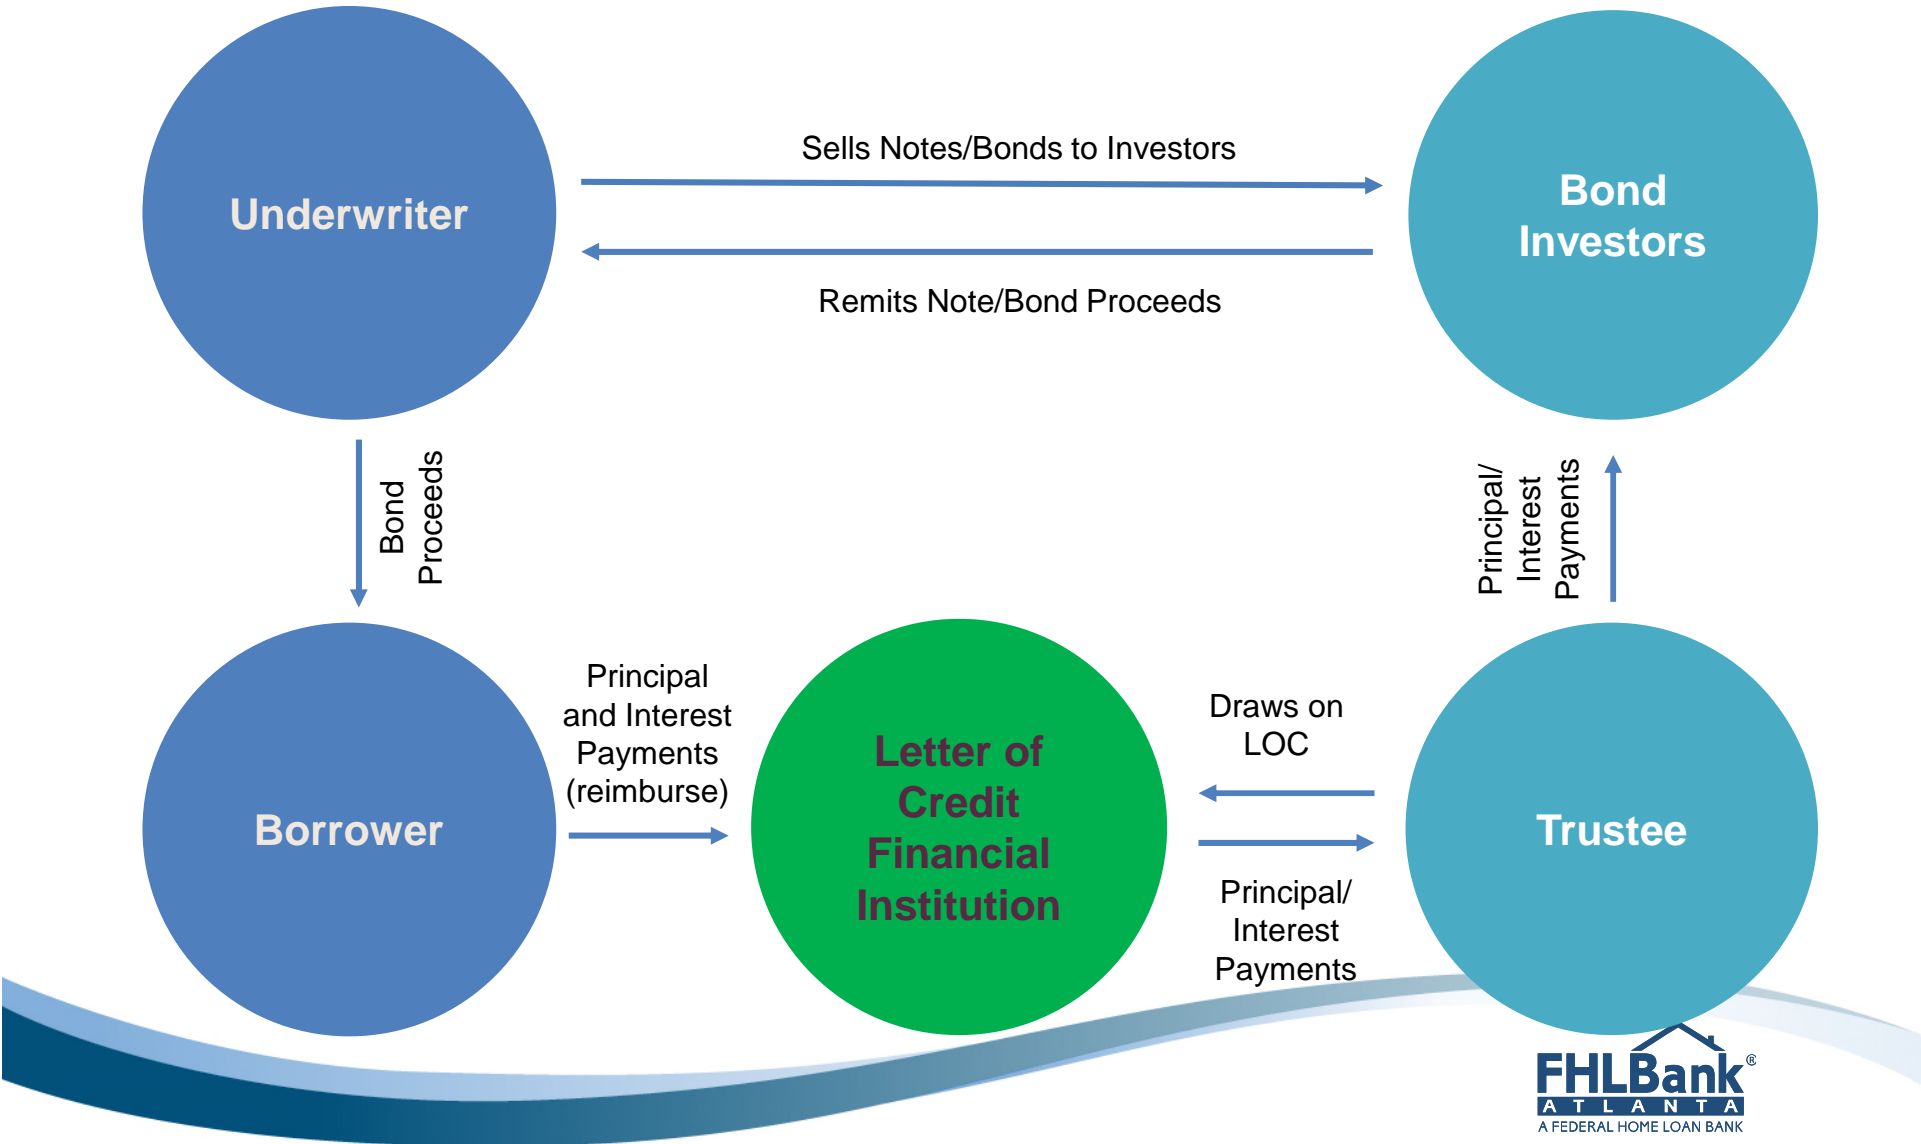 Underwriter
Sells Notes/Bonds to Investors
Remits Note/Bond Proceeds
Bond
Investors
Bond
Proceeds
Principal/
Interest
Payments
Borrower
Principal
and Interest
Payments
(reimburse)
Letter of
Credit
Financial
Institution
Draws on
LOC
Principal/
Interest
Payments
Trustee
FHLBank®
ATLANTA
A FEDERAL HOME LOAN BANK